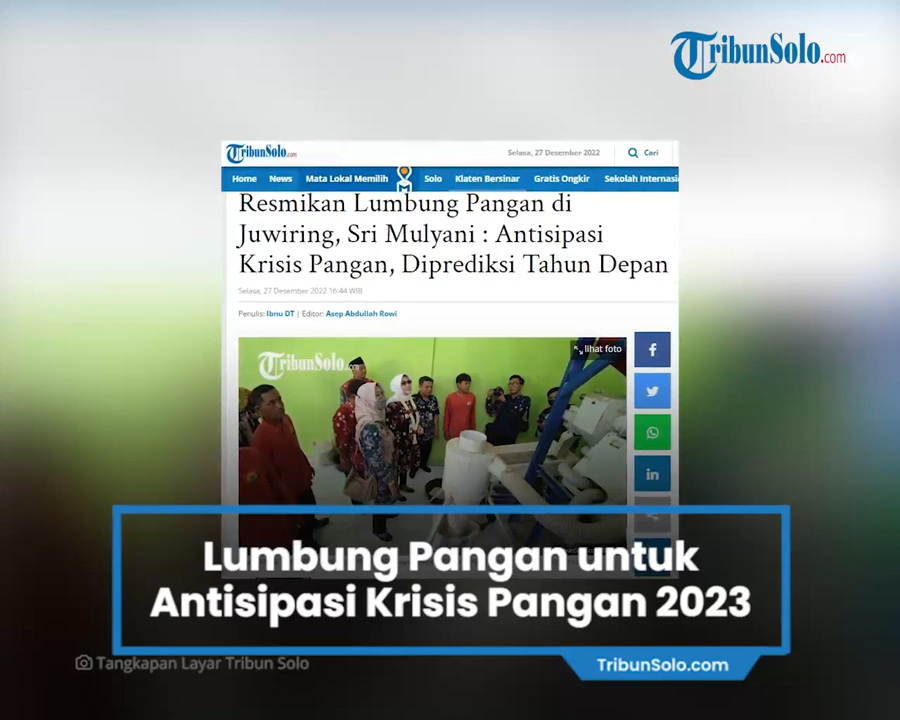 TribunSolo.com
TribunSolo.com
Selasa, 27 Desember 2022
Cari
Home News Mata Lokal Memilih Solo Klaten Bersinar Gratis Ongkir Sekolah Internasi
Resmikan Lumbung Pangan di
Juwiring, Sri Mulyani : Antisipasi
Krisis Pangan, Diprediksi Tahun Depan
Selasa, 27 Desember 2022 16:44 WIB
Penulis: Ibnu DT | Editor: Asep Abdullah Rowi
lihat foto
TribunSolo.com
Lumbung Pangan untuk
Antisipasi Krisis Pangan 2023
Tangkapan Layar Tribun Solo
TribunSolo.com